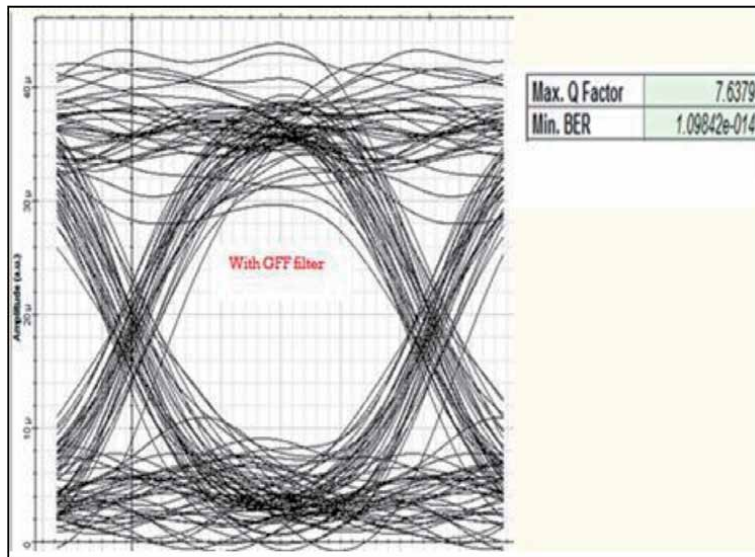 Amplitude (a.u.)
40 µ
30 µ
20 µ
10 µ
0
With GFF filter
Max. Q Factor 7.6379
Min. BER 1.09842e-014